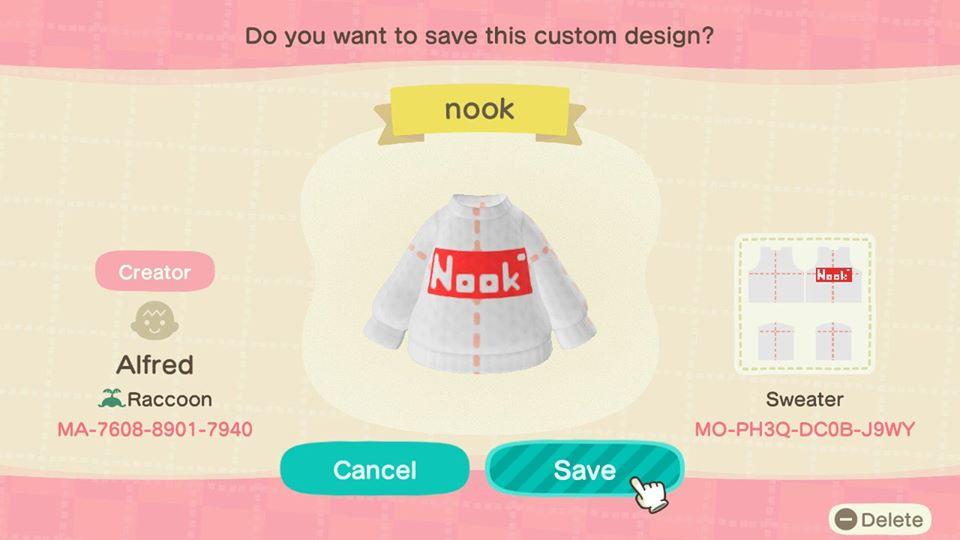 Do you want to save this custom design?
nook
Nook
Creator
Alfred
Raccoon
MA-7608-8901-7940
Nook
Sweater
MO-PH3Q-DC0B-J9WY
Cancel
Save
Delete